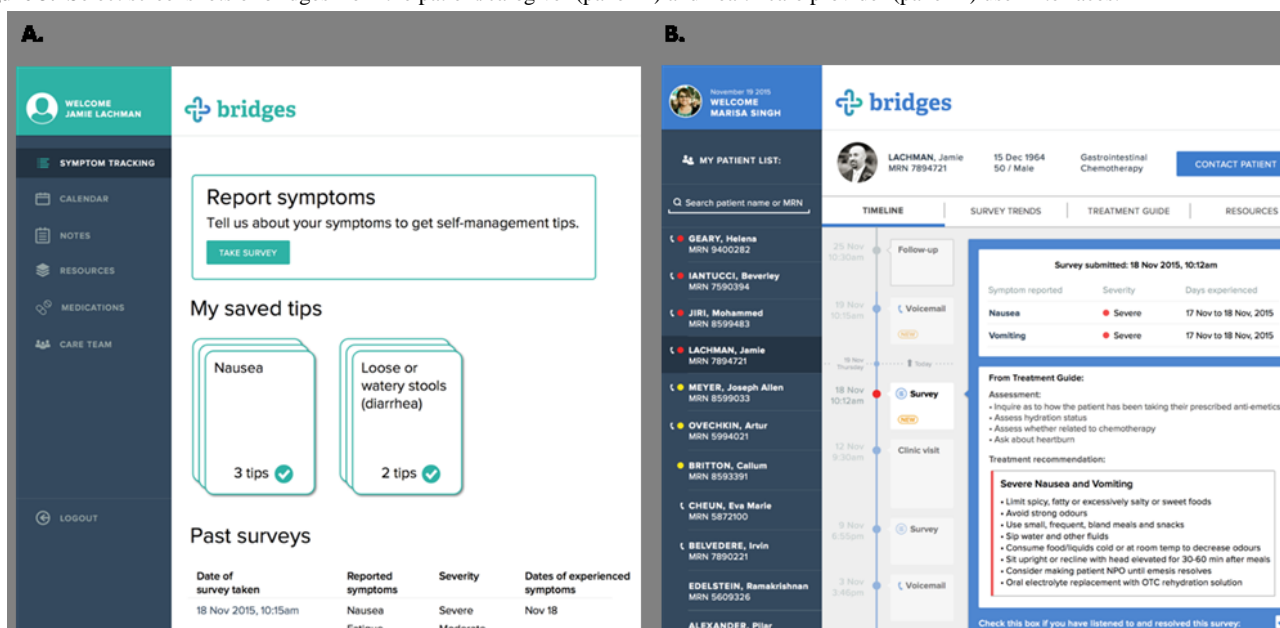 A.
WELCOME
JAMIE LACHMAN
bridges
SYMPTOM TRACKING
CALENDAR
NOTES
RESOURCES
MEDICATIONS
CARE TEAM
LOGOUT
Report symptoms
Tell us about your symptoms to get self-management tips.
TAKE SURVEY
My saved tips
Nausea
3 tips
Loose or
watery stools
(diarrhea)
2 tips
Past surveys
Date of survey taken
Reported symptoms
Severity
Dates of experienced symptoms
18 Nov 2015, 10:15am
Nausea
Severe
Nov 18
B.
November 19 2015
WELCOME
MARISA SINGH
bridges
MY PATIENT LIST:
Search patient name or MRN
GEARY, Helena
MRN 9400282
IANTUCCI, Beverley
MRN 7590394
JIRI, Mohammed
MRN 8599483
LACHMAN, Jamie
MRN 7894721
MEYER, Joseph Allen
MRN 8599033
OVECHKIN, Artur
MRN 5994021
BRITTON, Callum
MRN 8593391
CHEUN, Eva Marie
MRN 5872100
BELVEDERE, Irvin
MRN 7890221
EDELSTEIN, Ramakrishnan
MRN 5609326
ALEXANDER, Pilar
LACHMAN, Jamie
MRN 7894721
15 Dec 1964
50 / Male
Gastrointestinal
Chemotherapy
CONTACT PATIENT
TIMELINE
SURVEY TRENDS
TREATMENT GUIDE
RESOURCES
25 Nov
10:30am
Follow-up
19 Nov
10:15am
Voicemail
NEW
19 Nov
Thursday
Today
18 Nov
10:12am
Survey
NEW
12 Nov
9:30am
Clinic visit
9 Nov
6:55pm
Survey
3 Nov
3:46pm
Voicemail
Survey submitted: 18 Nov 2015, 10:12am
Symptom reported
Severity
Days experienced
Nausea
Severe
17 Nov to 18 Nov, 2015
Vomiting
Severe
17 Nov to 18 Nov, 2015
From Treatment Guide:
Assessment:
• Inquire as to how the patient has been taking their prescribed anti-emetics
• Assess hydration status
• Assess whether related to chemotherapy
• Ask about heartburn
Treatment recommendation:
Severe Nausea and Vomiting
• Limit spicy, fatty or excessively salty or sweet foods
• Avoid strong odours
• Use small, frequent, bland meals and snacks
• Sip water and other fluids
• Consume food/liquids cold or at room temp to decrease odours
• Sit upright or recline with head elevated for 30-60 min after meals
• Consider making patient NPO until emesis resolves
• Oral electrolyte replacement with OTC rehydration solution
Check this box if you have listened to and resolved this survey: